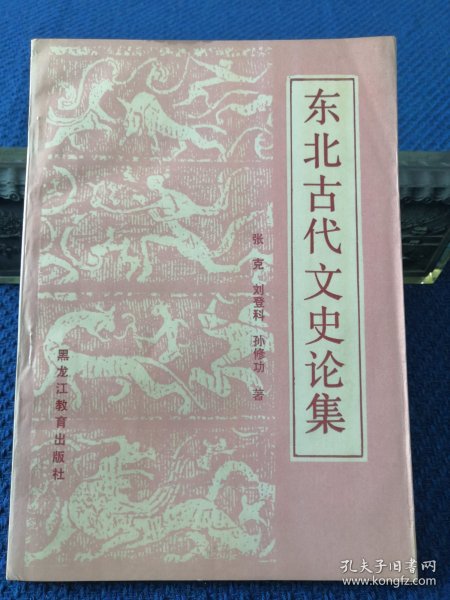 东北古代文史论集
张克 刘登科 孙修功 著
黑龙江教育出版社
孔夫子旧书网
www.kongfz.com